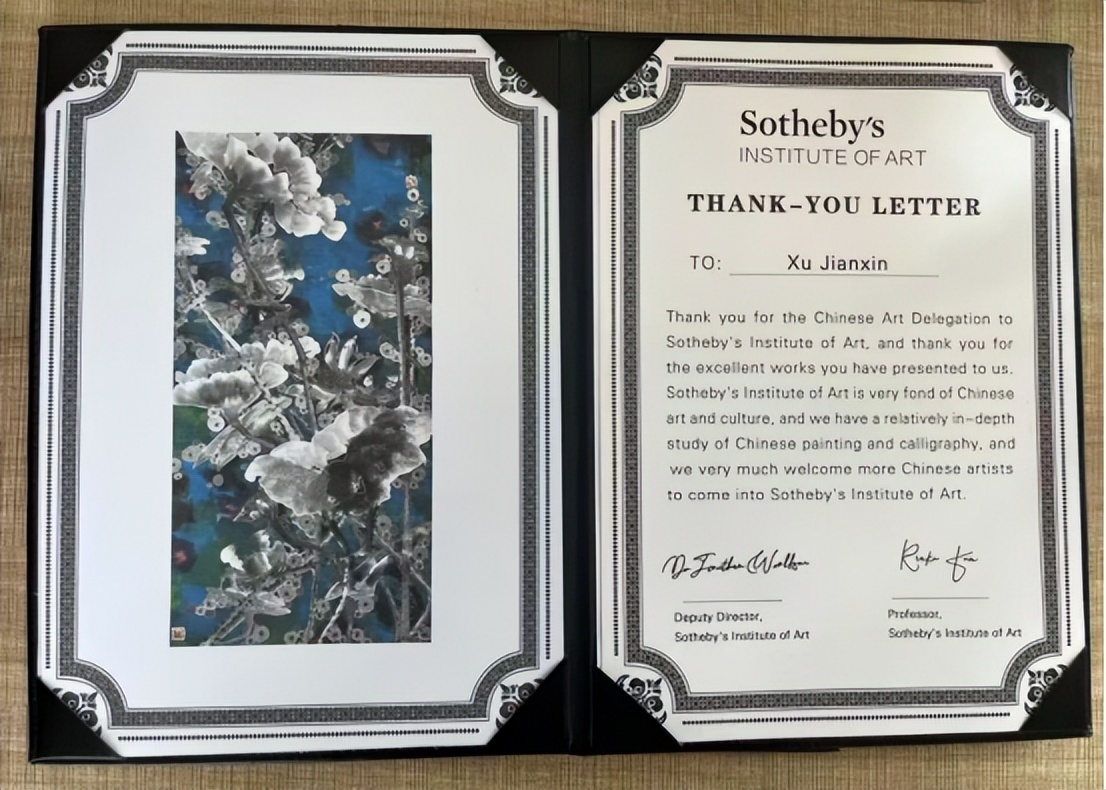 Sotheby's
INSTITUTE OF ART
THANK-YOU LETTER
TO: Xu Jianxin
Thank you for the Chinese Art Delegation to
Sotheby's Institute of Art, and thank you for
the excellent works you have presented to us.
Sotheby's Institute of Art is very fond of Chinese
art and culture, and we have a relatively in-depth
study of Chinese painting and calligraphy, and
we very much welcome more Chinese artists
to come into Sotheby's Institute of Art.
Deputy Director,
Sotheby's Institute of Art
Professor,
Sotheby's Institute of Art